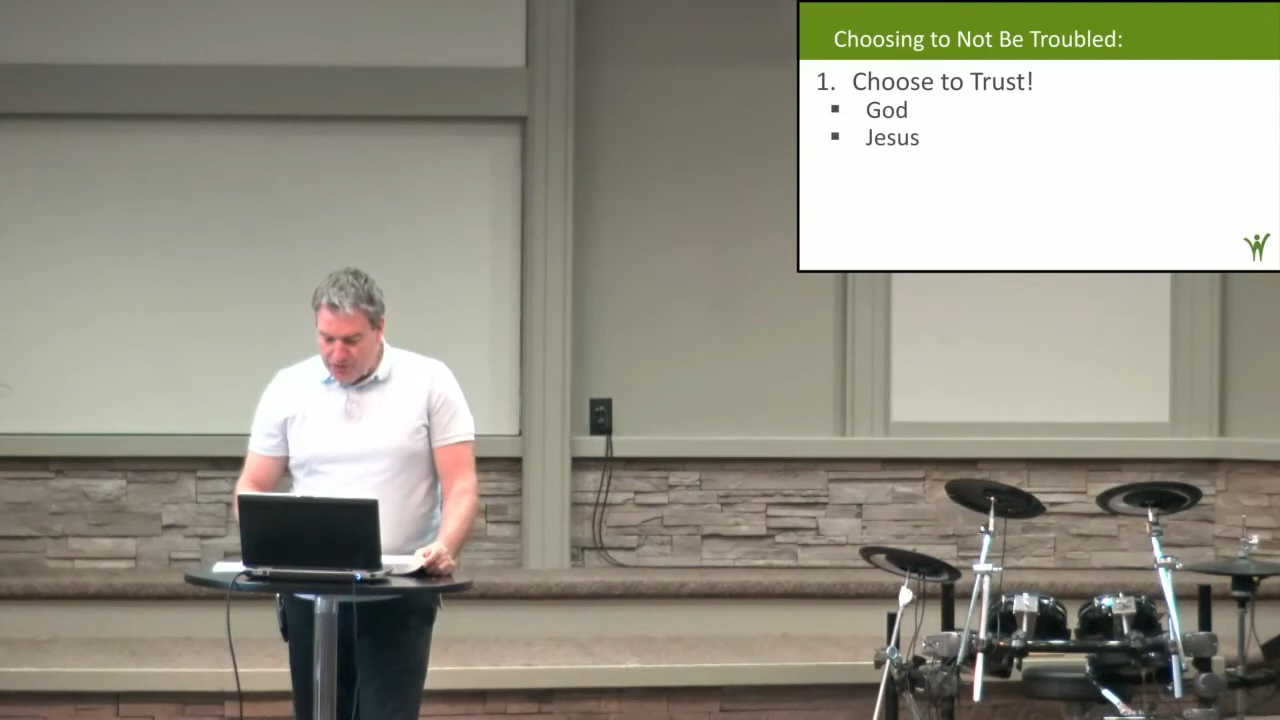 Choosing to Not Be Troubled:
1. Choose to Trust!
▪ God
▪ Jesus